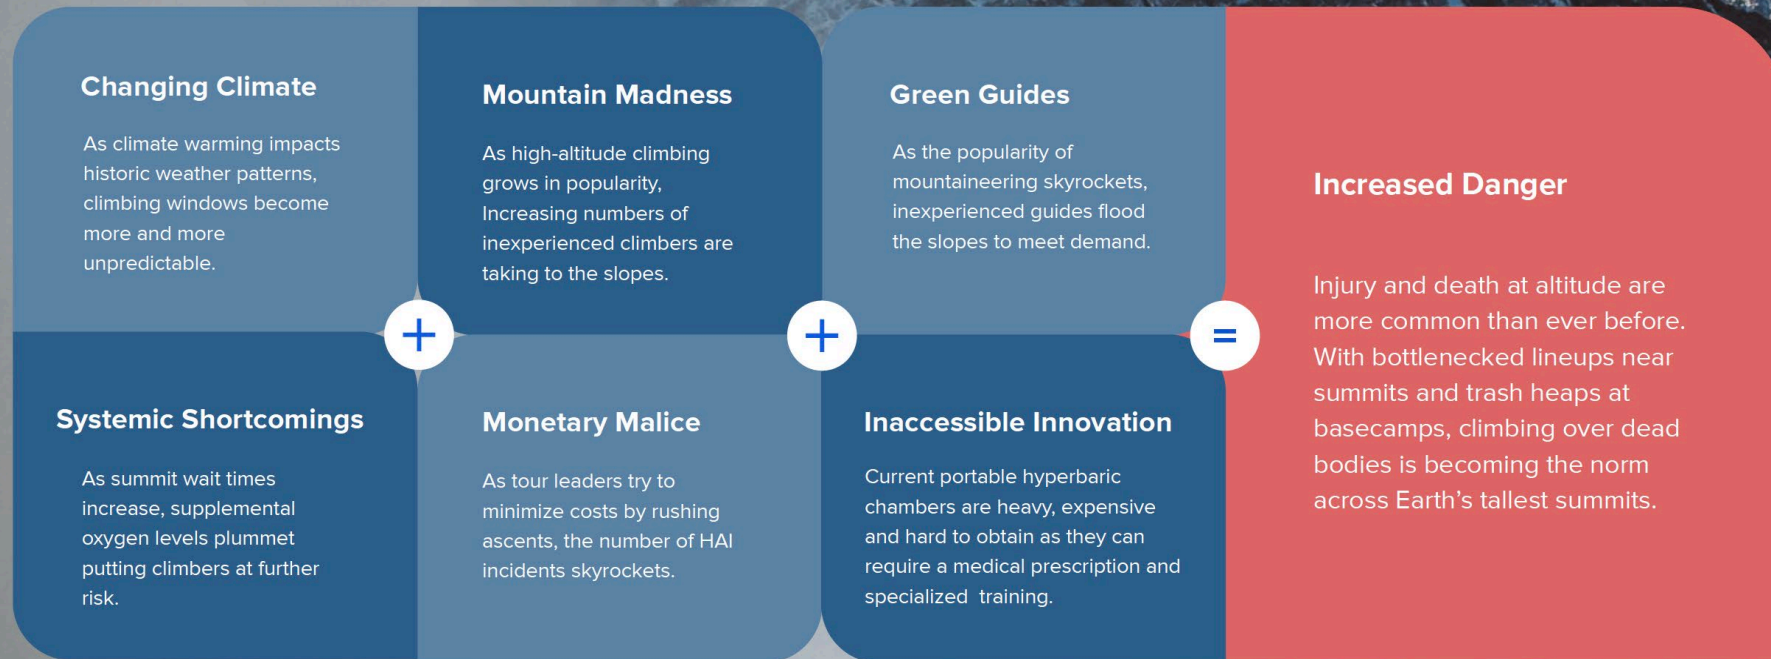 Changing Climate
As climate warming impacts
historic weather patterns,
climbing windows become
more and more
unpredictable.
Mountain Madness
As high-altitude climbing
grows in popularity,
Increasing numbers of
inexperienced climbers are
taking to the slopes.
Green Guides
As the popularity of
mountaineering skyrockets,
inexperienced guides flood
the slopes to meet demand.
+
+
=
Systemic Shortcomings
As summit wait times
increase, supplemental
oxygen levels plummet
putting climbers at further
risk.
Monetary Malice
As tour leaders try to
minimize costs by rushing
ascents, the number of HAI
incidents skyrockets.
Inaccessible Innovation
Current portable hyperbaric
chambers are heavy, expensive
and hard to obtain as they can
require a medical prescription and
specialized  training.
Increased Danger
Injury and death at altitude are
more common than ever before.
With bottlenecked lineups near
summits and trash heaps at
basecamps, climbing over dead
bodies is becoming the norm
across Earth’s tallest summits.